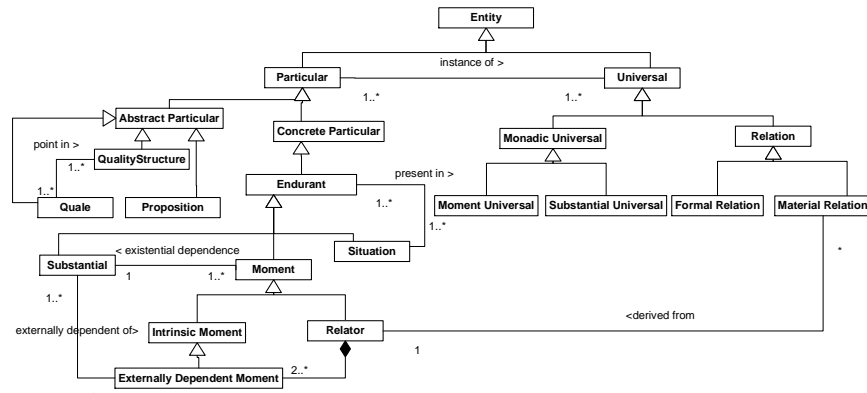 Entity
instance of >
Particular
Universal
1..*
1..*
Abstract Particular
Concrete Particular
Monadic Universal
Relation
point in >
QualityStructure
1..*
present in >
Endurant
1..*
1..*
Quale
Proposition
Moment Universal
Substantial Universal
Formal Relation
Material Relation
1..*
< existential dependence
Situation
*
Substantial
1
1..*
Moment
1..*
externally dependent of>
Intrinsic Moment
Relator
<derived from
1
Externally Dependent Moment
2..*